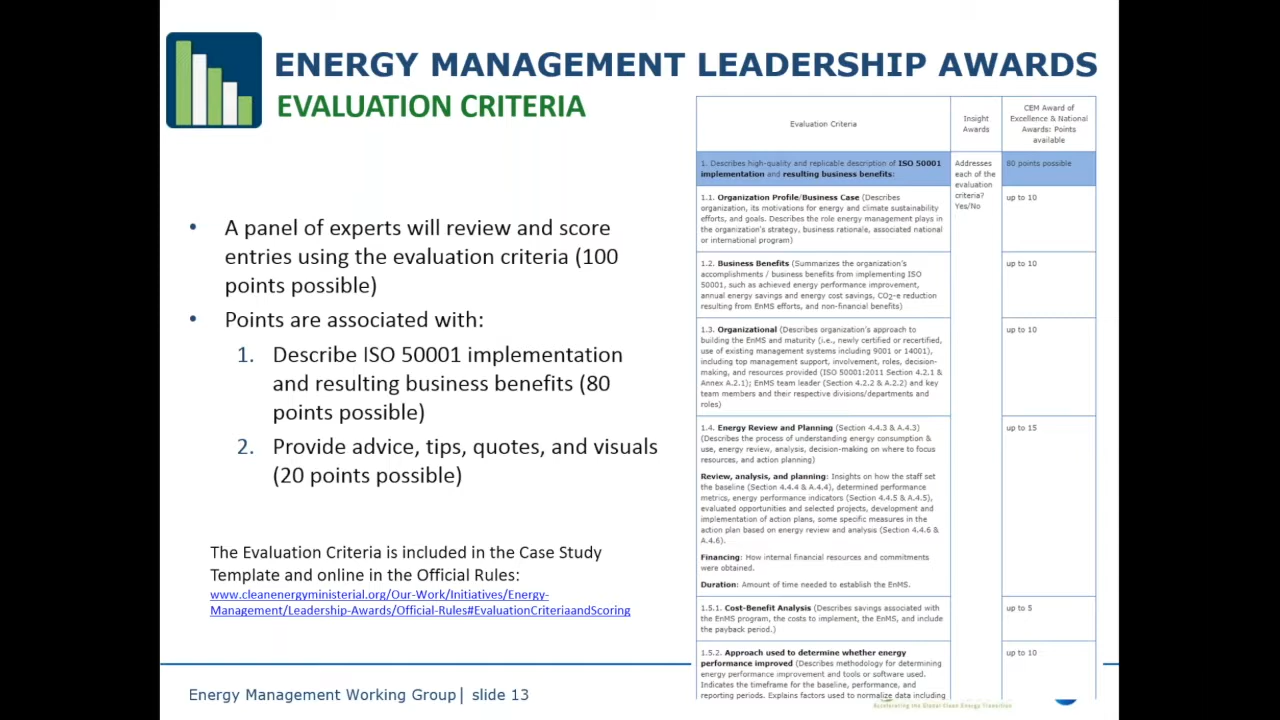 ENERGY MANAGEMENT LEADERSHIP AWARDS
EVALUATION CRITERIA
• A panel of experts will review and score
entries using the evaluation criteria (100
points possible)
• Points are associated with:
1. Describe ISO 50001 implementation
and resulting business benefits (80
points possible)
2. Provide advice, tips, quotes, and visuals
(20 points possible)
The Evaluation Criteria is included in the Case Study
Template and online in the Official Rules:
www.cleanenergyministerial.org/Our-Work/Initiatives/Energy-
Management/Leadership-Awards/Official-Rules#EvaluationCriteriaandScoring
Evaluation Criteria
Insight
Awards
CEM Award of
Excellence & National
Awards: Points
available
1. Describes high-quality and replicable description of ISO 50001
implementation and resulting business benefits:
Addresses
each of the
evaluation
criteria?
Yes/No
80 points possible
1.1. Organization Profile/Business Case (Describes
organization, its motivations for energy and climate sustainability
efforts, and goals. Describes the role energy management plays in
the organization's strategy, business rationale, associated national
or international program)
up to 10
1.2. Business Benefits (Summarizes the organization's
accomplishments / business benefits from implementing ISO
50001, such as achieved energy performance improvement,
annual energy savings and energy cost savings, CO2-e reduction
resulting from EnMS efforts, and non-financial benefits)
up to 10
1.3. Organizational (Describes organization's approach to
building the EnMS and maturity (i.e., newly certified or recertified,
use of existing management systems including 9001 or 14001),
including top management support, involvement, roles, decision-
making, and resources provided (ISO 50001:2011 Section 4.2.1 &
Annex A.2.1); EnMS team leader (Section 4.2.2 & A.2.2) and key
team members and their respective divisions/departments and
roles)
up to 10
1.4. Energy Review and Planning (Section 4.4.3 & A.4.3)
(Describes the process of understanding energy consumption &
use, energy review, analysis, decision-making on where to focus
resources, and action planning)
up to 15
Review, analysis, and planning: Insights on how the staff set
the baseline (Section 4.4.4 & A.4.4), determined performance
metrics, energy performance indicators (Section 4.4.5 & A.4.5),
evaluated opportunities and selected projects, development and
implementation of action plans, some specific measures in the
action plan based on energy review and analysis (Section 4.4.6 &
A.4.6).
Financing: How internal financial resources and commitments
were obtained.
Duration: Amount of time needed to establish the EnMS.
1.5.1. Cost-Benefit Analysis (Describes savings associated with
the EnMS program, the costs to implement, the EnMS, and include
the payback period.)
up to 5
1.5.2. Approach used to determine whether energy
performance improved (Describes methodology for determining
energy performance improvement and tools or software used.
Indicates the timeframe for the baseline, performance, and
reporting periods. Explains factors used to normalize data including
up to 10
Energy Management Working Group| slide 13
Accelerating the Global Clean Energy Transition